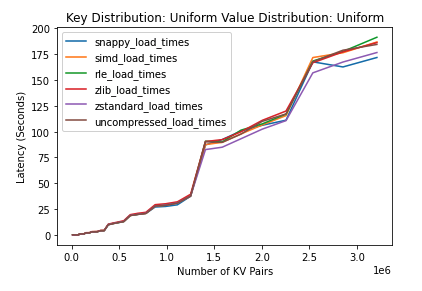 Key Distribution: Uniform Value Distribution: Uniform
200
175
150
125
100
75
50
25
0
Latency (Seconds)
snappy_load_times
simd_load_times
rle_load_times
zlib_load_times
zstandard_load_times
uncompressed_load_times
0.0 0.5 1.0 1.5 2.0 2.5 3.0
1e6
Number of KV Pairs